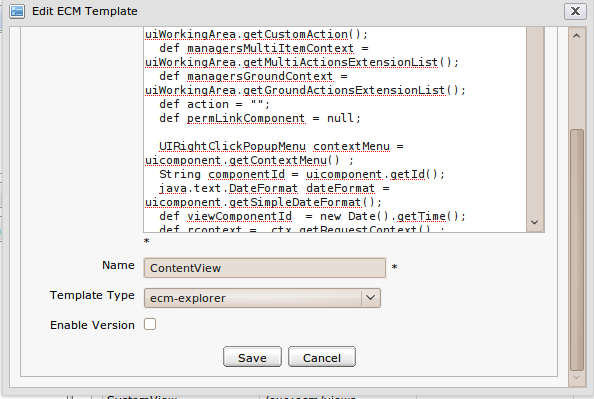 Edit ECM Template
uiWorkingArea.getCustomAction();
def managersMultiItemContext =
uiWorkingArea.getMultiActionsExtensionList();
def managersGroundContext =
uiWorkingArea.getGroundActionsExtensionList();
def action = "";
def permLinkComponent = null;
UIRightClickPopupMenu contextMenu =
uicomponent.getContextMenu() ;
String componentId = uicomponent.getId();
java.text.DateFormat dateFormat =
uicomponent.getSimpleDateFormat();
def viewComponentId  = new Date().getTime();
def rcontext = _ctx.getRequestContext() ;
*
Name ContentView *
Template Type ecm-explorer
Enable Version
Save Cancel